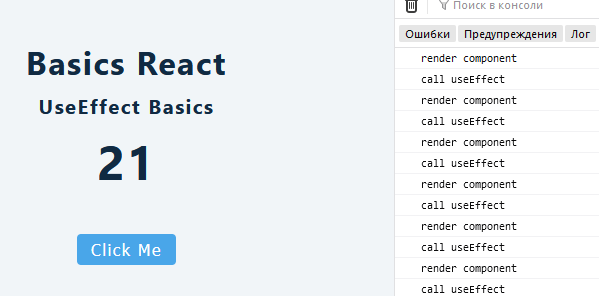 Basics React
UseEffect Basics
21
Click Me
Поиск в консоли
Ошибки Предупреждения Лог
render component
call useEffect
render component
call useEffect
render component
call useEffect
render component
call useEffect
render component
call useEffect
render component
call useEffect